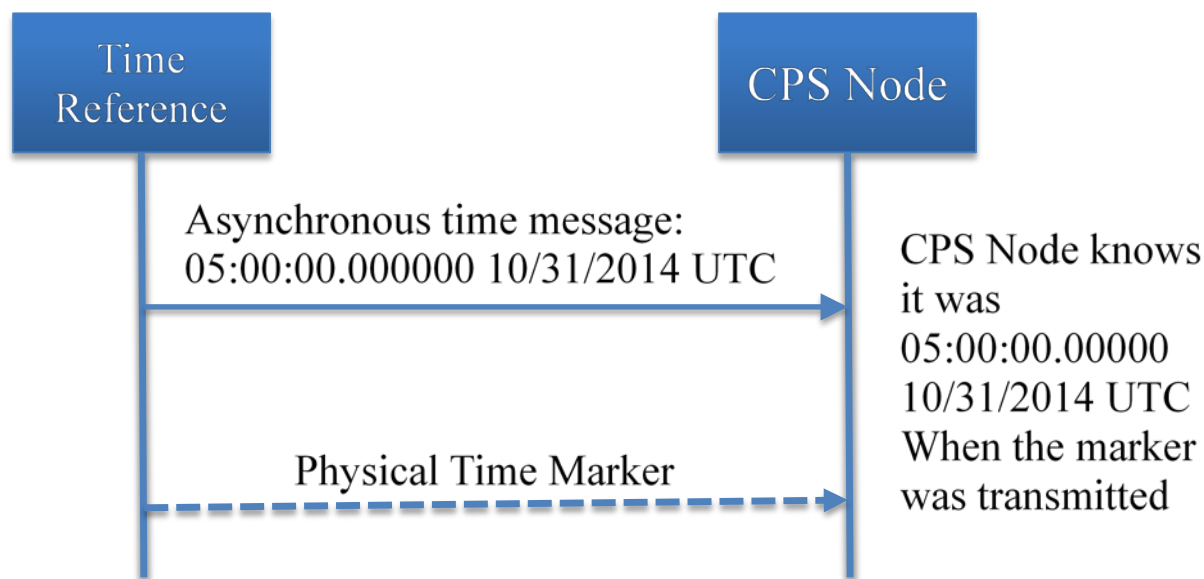 Time
Reference
CPS Node
Asynchronous time message:
05:00:00.000000 10/31/2014 UTC
CPS Node knows
it was
05:00:00.00000
10/31/2014 UTC
When the marker
was transmitted
Physical Time Marker